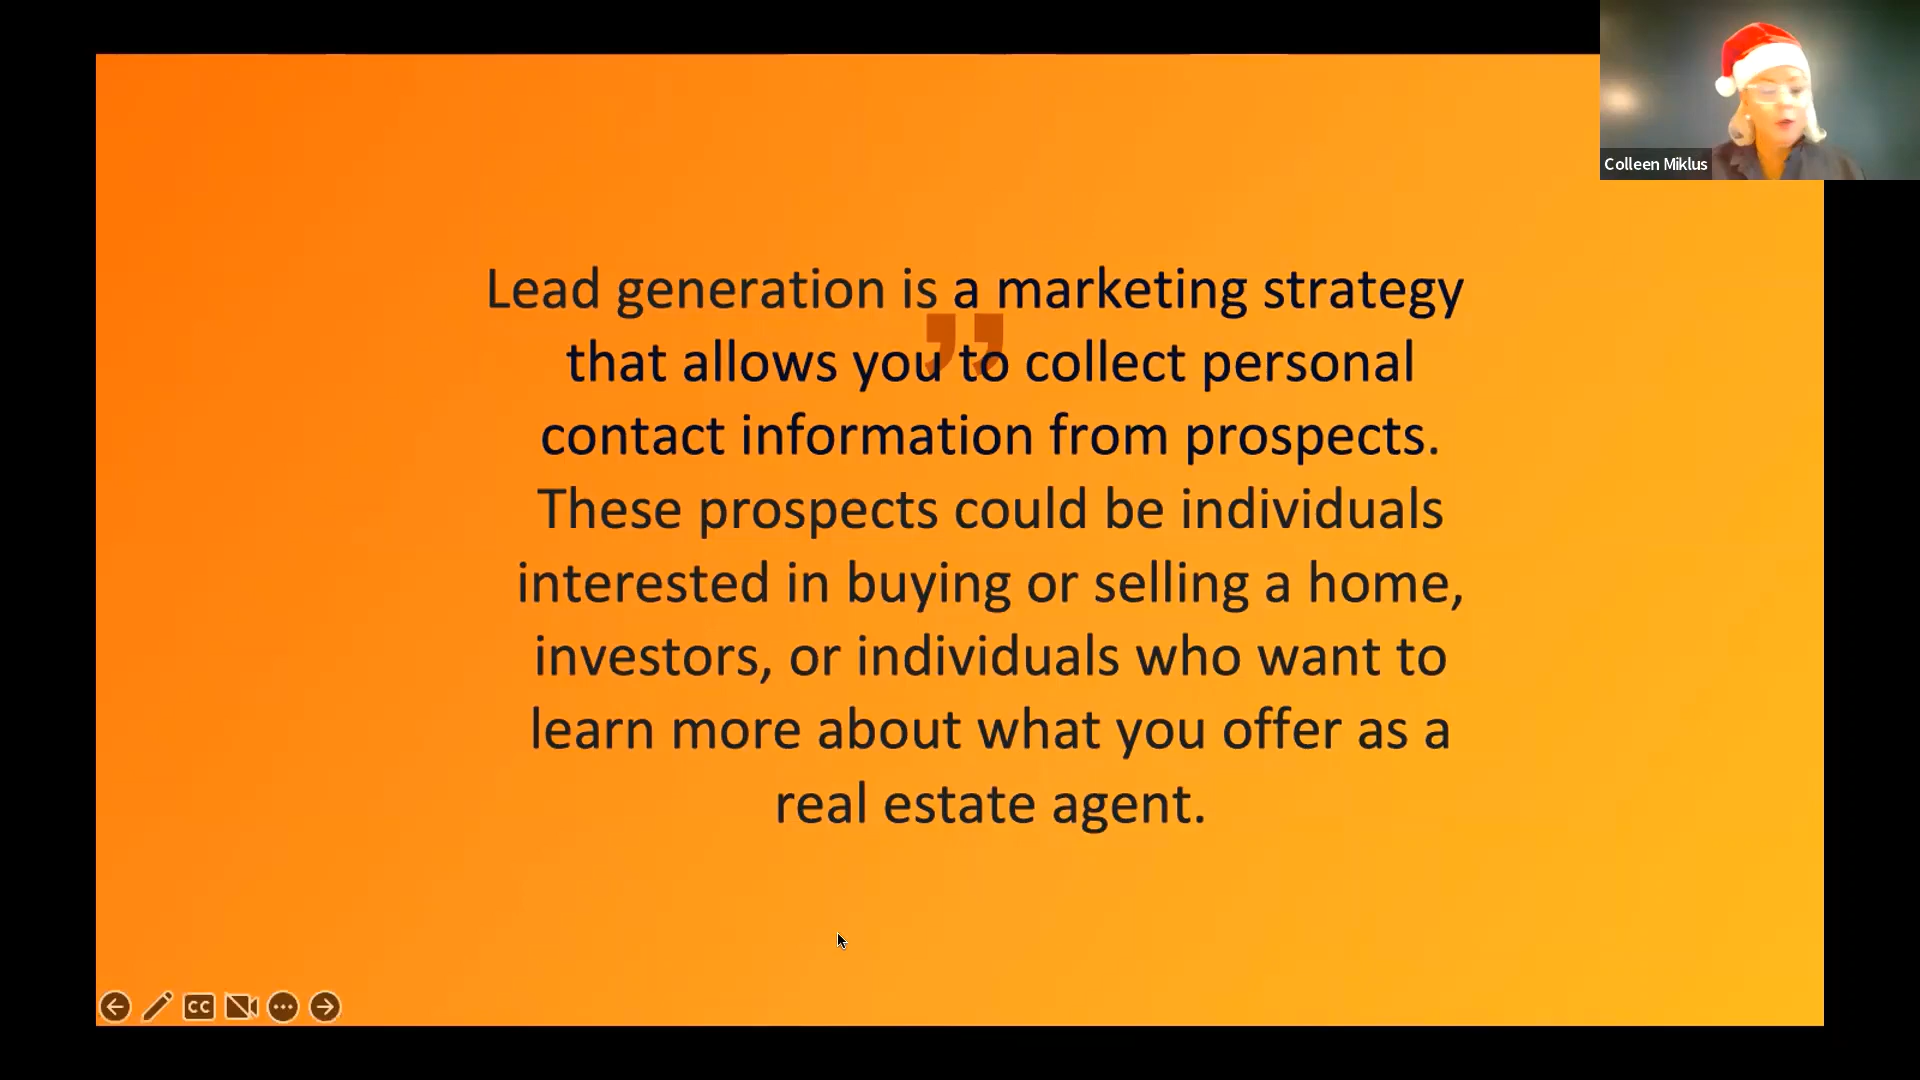 Colleen Miklus
Lead generation is a marketing strategy
”
that allows you to collect personal
contact information from prospects.
These prospects could be individuals
interested in buying or selling a home,
investors, or individuals who want to
learn more about what you offer as a
real estate agent.
CC